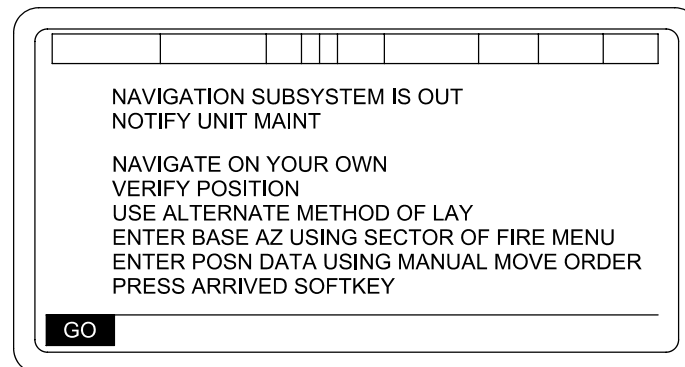 NAVIGATION SUBSYSTEM IS OUT
NOTIFY UNIT MAINT
NAVIGATE ON YOUR OWN
VERIFY POSITION
USE ALTERNATE METHOD OF LAY
ENTER BASE AZ USING SECTOR OF FIRE MENU
ENTER POSN DATA USING MANUAL MOVE ORDER
PRESS ARRIVED SOFTKEY
GO